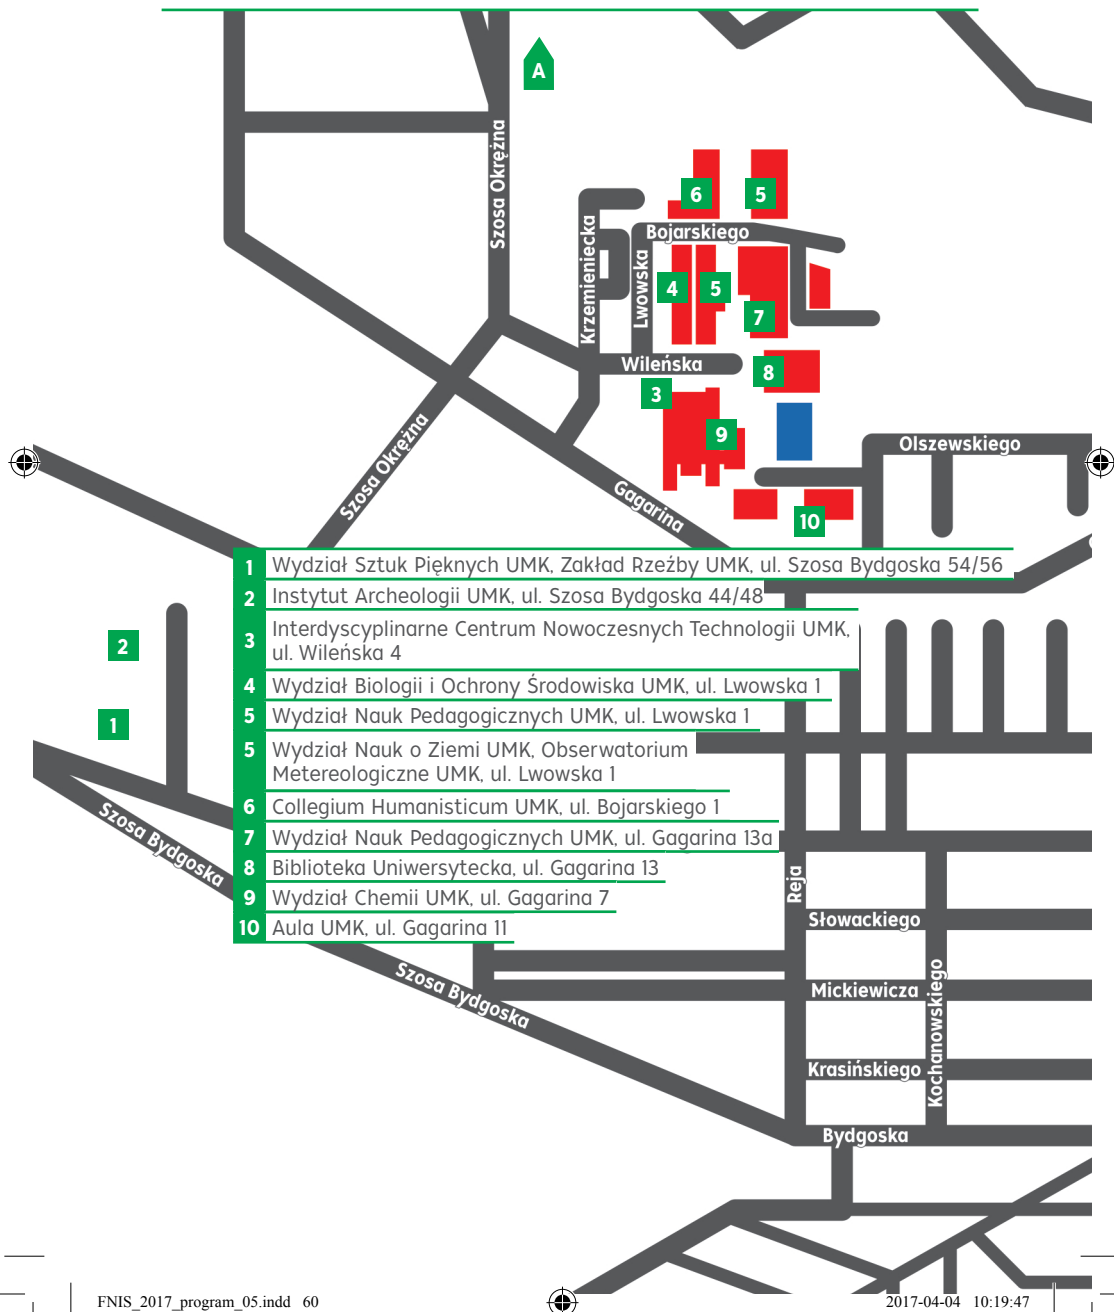 A
Szosa Okrężna
6
5
Bojarskiego
Krzemieniecka
Lwowska
4
5
7
Wileńska
8
3
9
Szosa Okrężna
Olszewskiego
Gagarina
10
1 Wydział Sztuk Pięknych UMK, Zakład Rzeźby UMK, ul. Szosa Bydgoska 54/56
2 Instytut Archeologii UMK, ul. Szosa Bydgoska 44/48
3 Interdyscyplinarne Centrum Nowoczesnych Technologii UMK,
ul. Wileńska 4
4 Wydział Biologii i Ochrony Środowiska UMK, ul. Lwowska 1
5 Wydział Nauk Pedagogicznych UMK, ul. Lwowska 1
5 Wydział Nauk o Ziemi UMK, Obserwatorium
Metereologiczne UMK, ul. Lwowska 1
6 Collegium Humanisticum UMK, ul. Bojarskiego 1
7 Wydział Nauk Pedagogicznych UMK, ul. Gagarina 13a
8 Biblioteka Uniwersytecka, ul. Gagarina 13
9 Wydział Chemii UMK, ul. Gagarina 7
10 Aula UMK, ul. Gagarina 11
2
1
Szosa Bydgoska
Reja
Słowackiego
Szosa Bydgoska
Mickiewicza
Kochanowskiego
Krasińskiego
Bydgoska
FNIS_2017_program_05.indd 60
2017-04-04 10:19:47